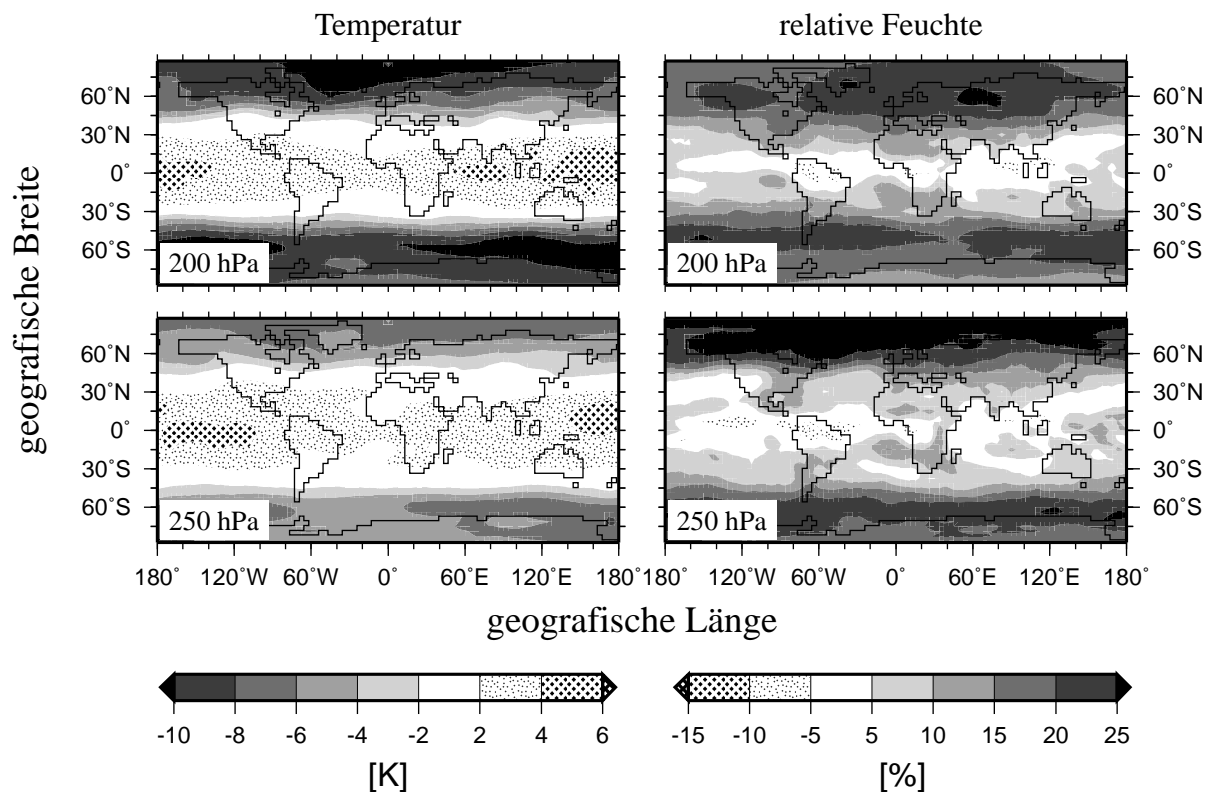 Temperatur relative Feuchte
60˚N 60˚N
30˚N 30˚N
0˚ 0˚
30˚S 30˚S
60˚S 60˚S
200 hPa 200 hPa
geografische Breite
60˚N 60˚N
30˚N 30˚N
0˚ 0˚
30˚S 30˚S
60˚S 60˚S
250 hPa 250 hPa
180˚ 120˚W 60˚W 0˚ 60˚E 120˚E 180˚ 180˚ 120˚W 60˚W 0˚ 60˚E 120˚E 180˚
geografische Länge
-10 -8 -6 -4 -2 2 4 6 -15 -10 -5 5 10 15 20 25
[K] [%]